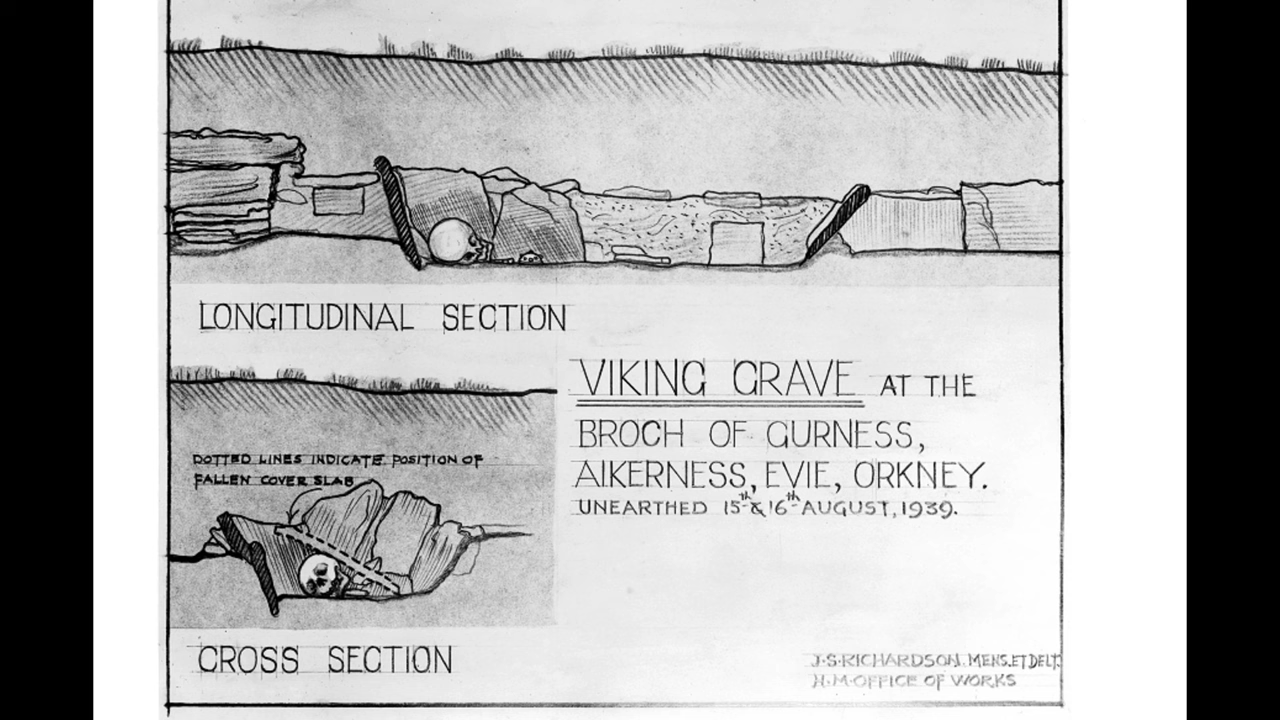 LONGITUDINAL SECTION
VIKING GRAVE AT THE
BROCH OF GURNESS,
AIKERNESS, EVIE, ORKNEY.
UNEARTHED 15th & 16th AUGUST, 1939.
DOTTED LINES INDICATE POSITION OF
FALLEN COVER SLAB
CROSS SECTION
J.S. RICHARDSON. MENS. ET DELT.
H.M. OFFICE OF WORKS